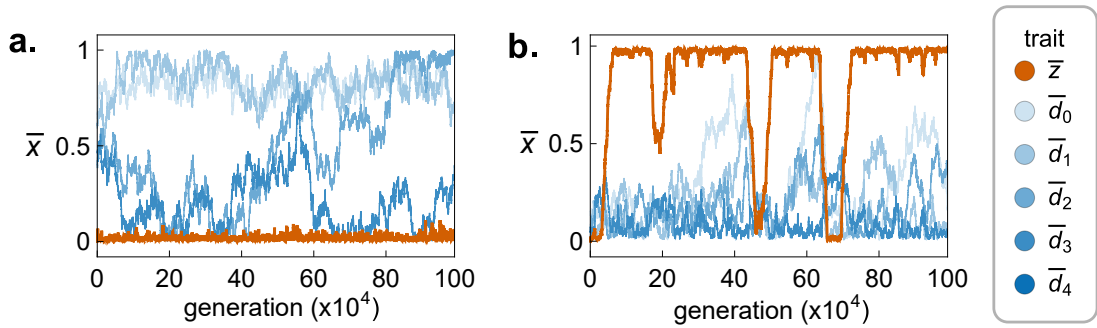 a.
1
x̄ 0.5
0
0 20 40 60 80 100
generation (x10⁴)
b.
1
x̄ 0.5
0
0 20 40 60 80 100
generation (x10⁴)
trait
z̄
d̄₀
d̄₁
d̄₂
d̄₃
d̄₄